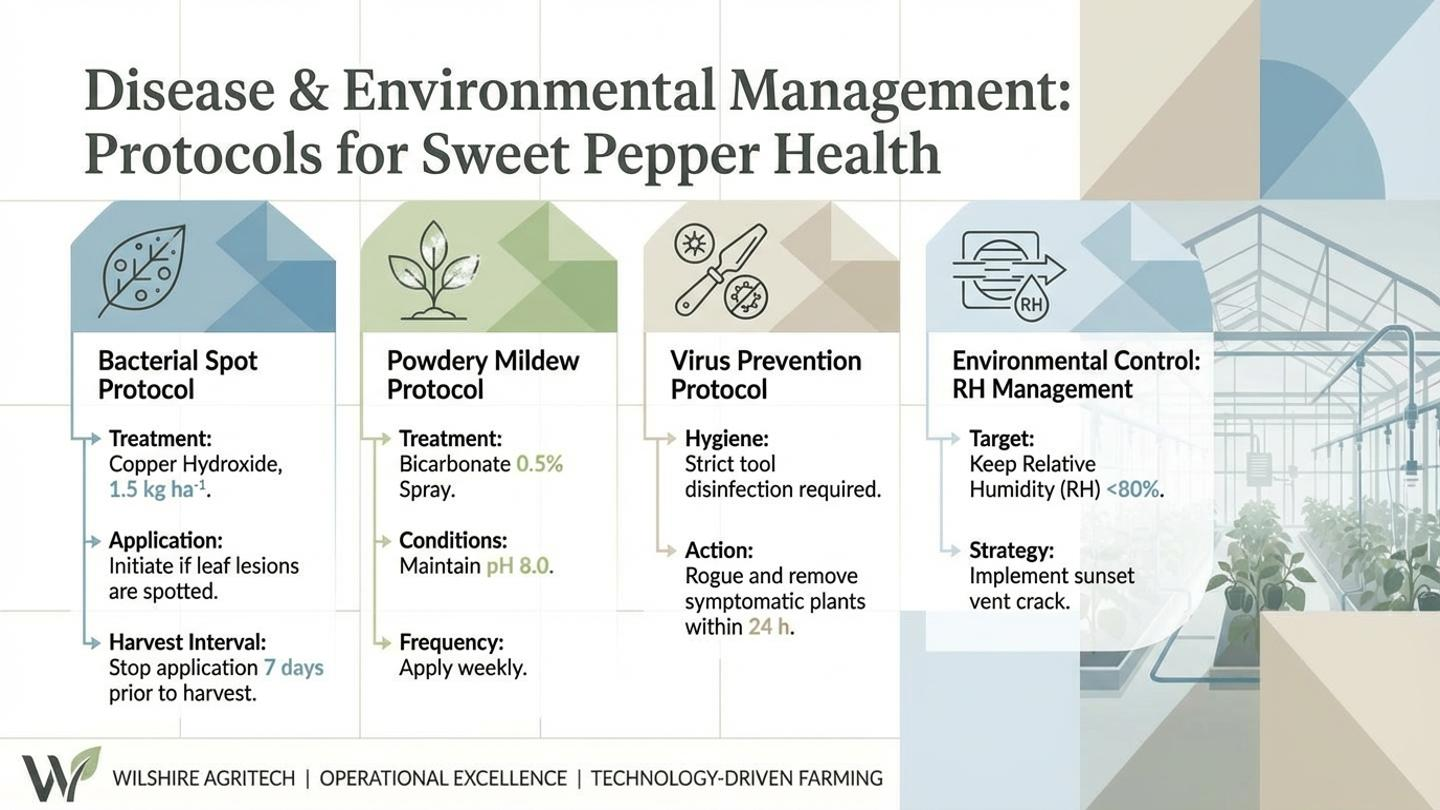 Disease & Environmental Management:
Protocols for Sweet Pepper Health
Bacterial Spot
Protocol
Treatment:
Copper Hydroxide,
1.5 kg ha⁻¹.
Application:
Initiate if leaf lesions
are spotted.
Harvest Interval:
Stop application 7 days
prior to harvest.
Powdery Mildew
Protocol
Treatment:
Bicarbonate 0.5%
Spray.
Conditions:
Maintain pH 8.0.
Frequency:
Apply weekly.
Virus Prevention
Protocol
Hygiene:
Strict tool
disinfection required.
Action:
Rogue and remove
symptomatic plants
within 24 h.
RH
Environmental Control:
RH Management
Target:
Keep Relative
Humidity (RH) <80%.
Strategy:
Implement sunset
vent crack.
W WILSHIRE AGRITECH | OPERATIONAL EXCELLENCE | TECHNOLOGY-DRIVEN FARMING